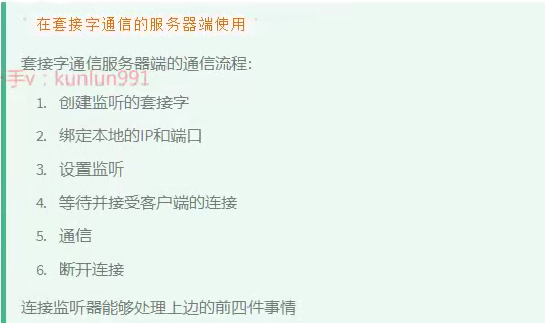 在套接字通信的服务器端使用
套接字通信服务器端的通信流程:
手v:kunlun991
1. 创建监听的套接字
2. 绑定本地的IP和端口
3. 设置监听
4. 等待并接受客户端的连接
5. 通信
6. 断开连接
连接监听器能够处理上边的前四件事情